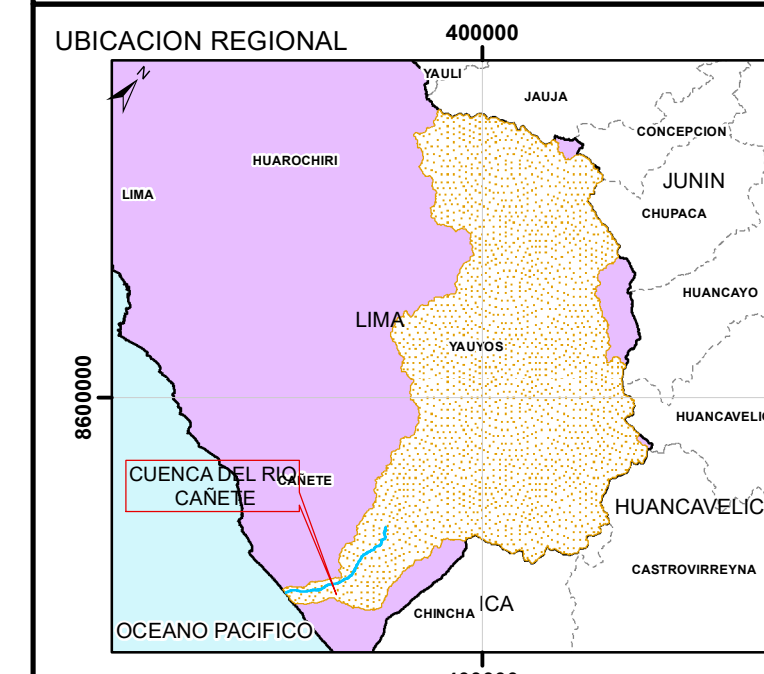 UBICACION REGIONAL
400000
N
YAULI
JAUJA
CONCEPCION
HUAROCHIRI
JUNIN
LIMA
CHUPACA
HUANCAYO
LIMA
YAUYOS
8600000
HUANCAVELIC
CUENCA DEL RIO
CAÑETE
CAÑETE
HUANCAVELIC
CASTROVIRREYNA
ICA
CHINCHA
OCEANO PACIFICO
400000